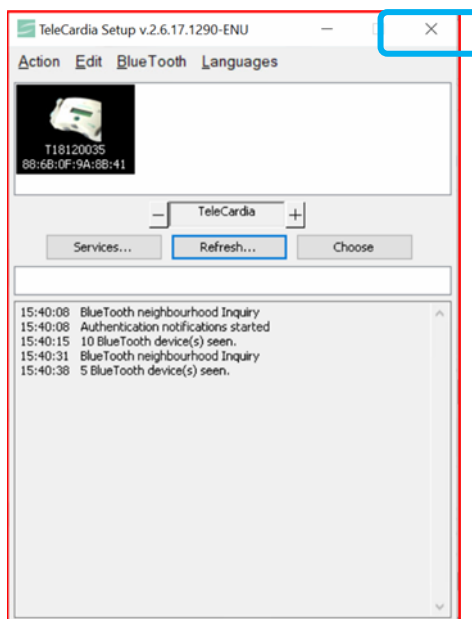 TeleCardia Setup v.2.6.17.1290-ENU
Action Edit BlueTooth Languages
T18120035
88:6B:0F:9A:8B:41
TeleCardia
Services... Refresh... Choose
15:40:08 BlueTooth neighbourhood Inquiry
15:40:08 Authentication notifications started
15:40:15 10 BlueTooth device(s) seen.
15:40:31 BlueTooth neighbourhood Inquiry
15:40:38 5 BlueTooth device(s) seen.